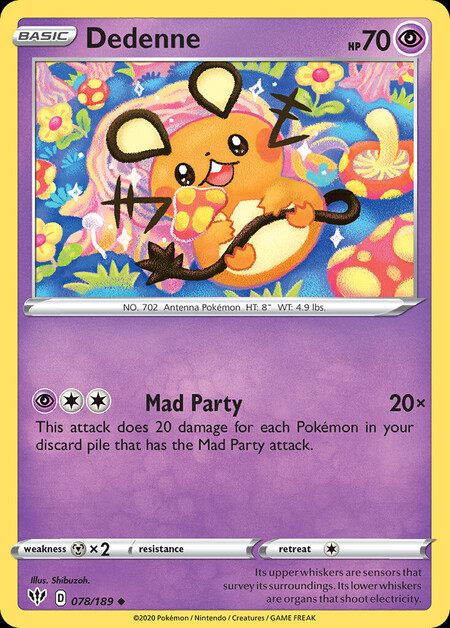 BASIC Dedenne HP 70
NO. 702 Antenna Pokémon HT: 8" WT: 4.9 lbs.
Mad Party 20×
This attack does 20 damage for each Pokémon in your
discard pile that has the Mad Party attack.
weakness ×2 resistance retreat
Illus. Shibuzoh.
Its upper whiskers are sensors that
survey its surroundings. Its lower whiskers
are organs that shoot electricity.
D 078/189
©2020 Pokémon / Nintendo / Creatures / GAME FREAK